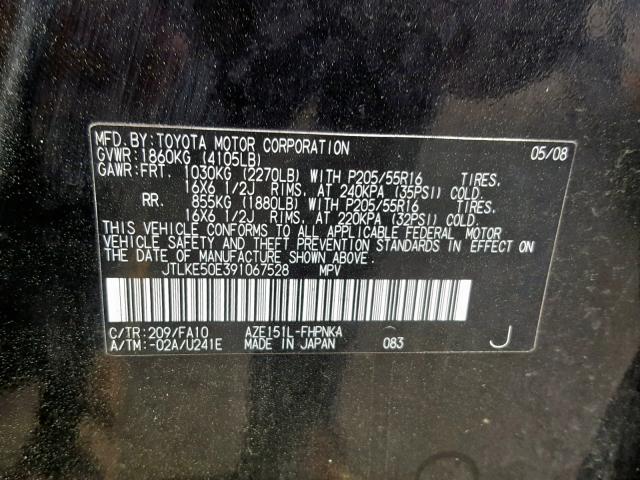 MFD.BY:TOYOTA MOTOR CORPORATION 05/08
GVWR:1860KG (4105LB)
GAWR:FRT. 1030KG (2270LB) WITH P205/55R16 TIRES.
16X6 1/2J RIMS. AT 240KPA (35PSI) COLD.
RR. 855KG (1880LB) WITH P205/55R16 TIRES.
16X6 1/2J RIMS. AT 220KPA (32PSI) COLD.
THIS VEHICLE CONFORMS TO ALL APPLICABLE FEDERAL MOTOR
VEHICLE SAFETY AND THEFT PREVENTION STANDARDS IN EFFECT ON
THE DATE OF MANUFACTURE SHOWN ABOVE.
JTLKE50E391067528 MPV
C/TR:209/FA10 AZE151L-FHPNKA
A/TM:-02A/U241E MADE IN JAPAN 083 J